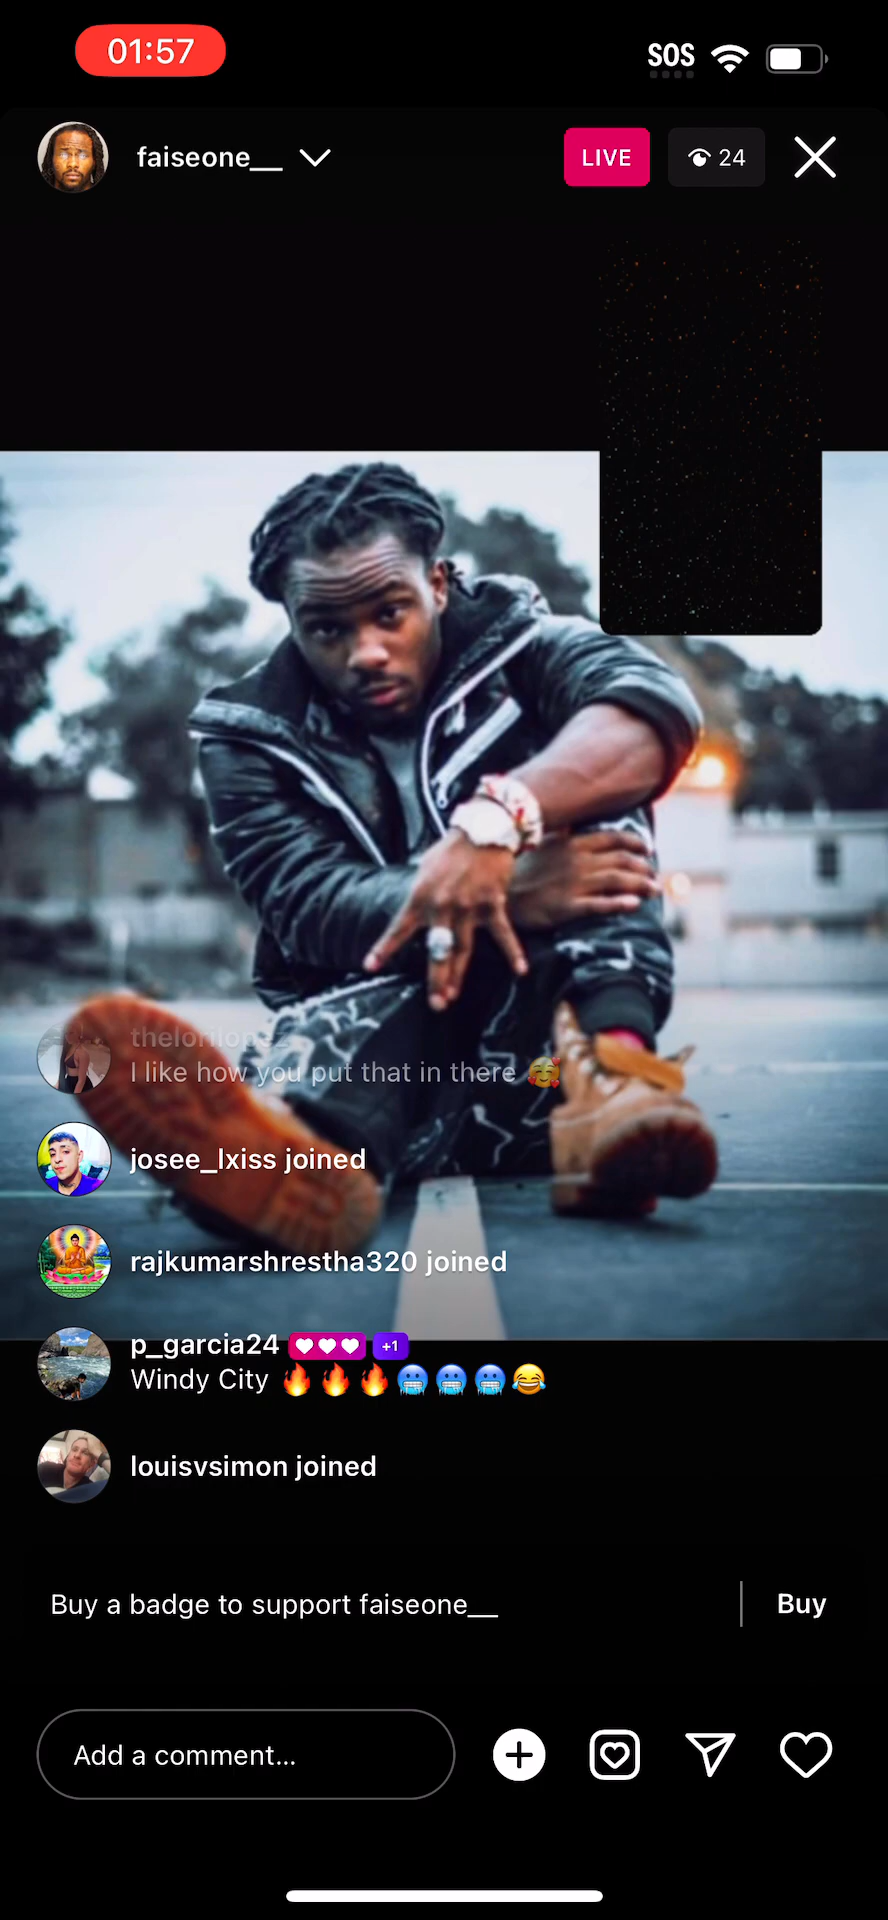 01:57
SOS
faiseone__
LIVE
24
thelorilopez
I like how you put that in there 🥰
josee_lxiss joined
rajkumarshrestha320 joined
p_garcia24 +1
Windy City 🔥🔥🔥🥶🥶🥶😂
louisvsimon joined
Buy a badge to support faiseone__
Buy
Add a comment...